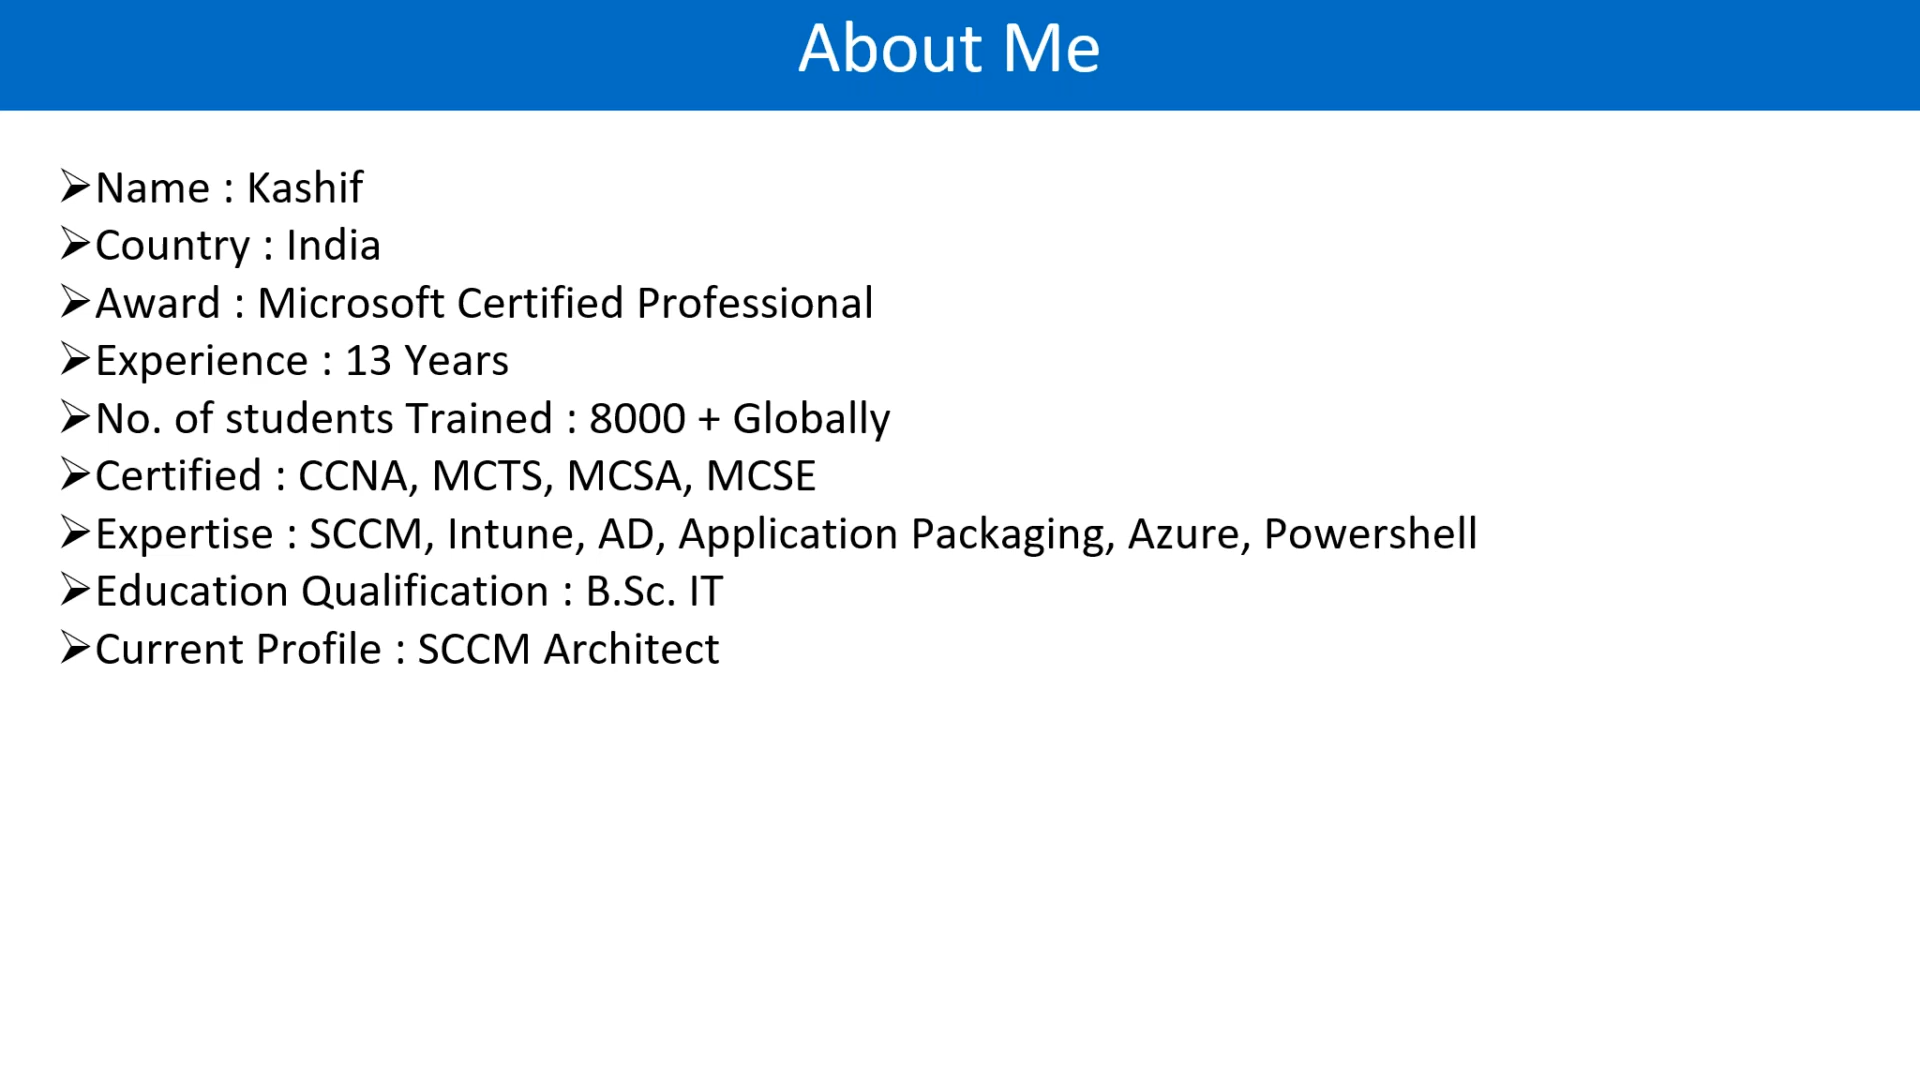 About Me
➢Name : Kashif
➢Country : India
➢Award : Microsoft Certified Professional
➢Experience : 13 Years
➢No. of students Trained : 8000 + Globally
➢Certified : CCNA, MCTS, MCSA, MCSE
➢Expertise : SCCM, Intune, AD, Application Packaging, Azure, Powershell
➢Education Qualification : B.Sc. IT
➢Current Profile : SCCM Architect